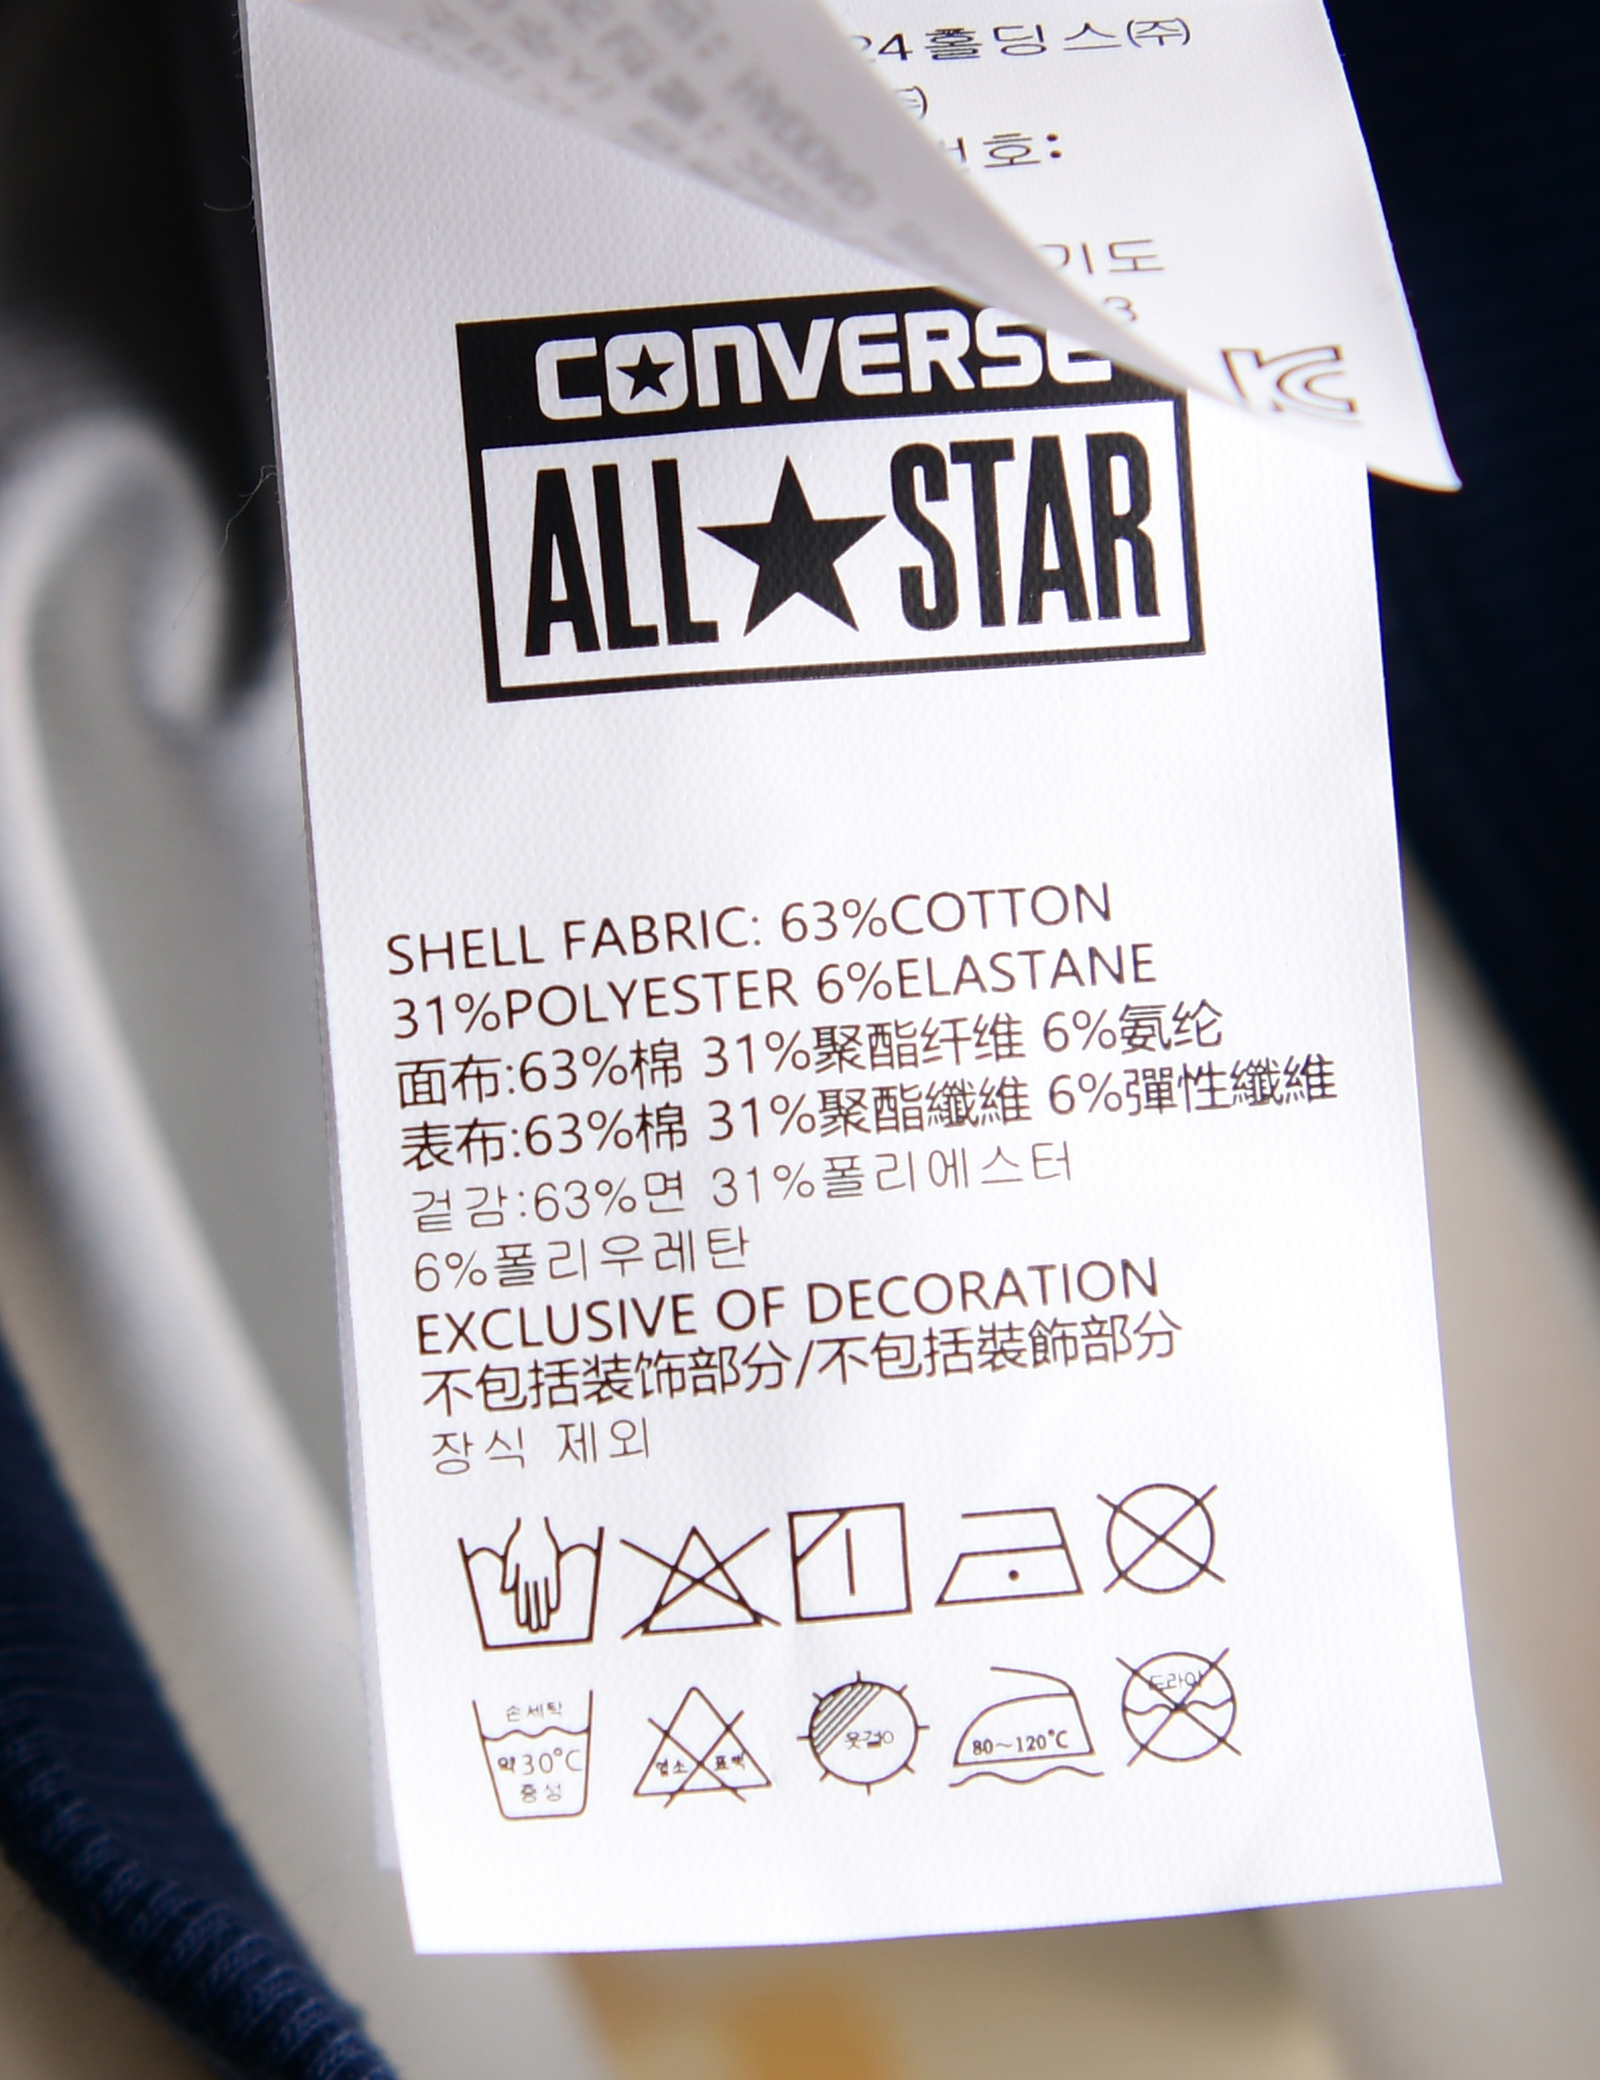 24홀딩스㈜
호:
기도
3
CONVERSE
ALL★STAR
SHELL FABRIC: 63%COTTON
31%POLYESTER 6%ELASTANE
面布:63%棉 31%聚酯纤维 6%氨纶
表布:63%棉 31%聚酯纖維 6%彈性纖維
겉감:63%면 31%폴리에스터
6%폴리우레탄
EXCLUSIVE OF DECORATION
不包括装饰部分/不包括裝飾部分
장식 제외
손세탁
약30°C
중성
염소 표백
옷걸이
80~120°C
드라이